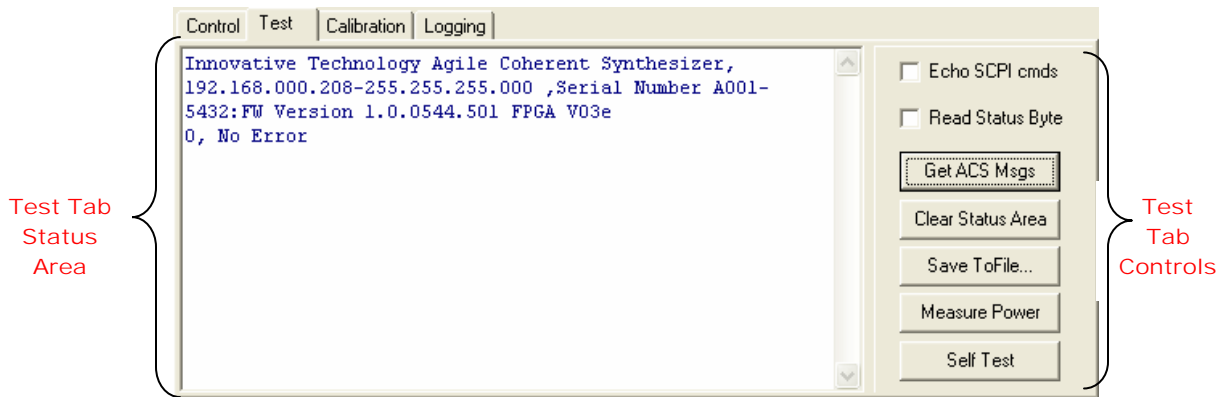 Control Test Calibration Logging
Innovative Technology Agile Coherent Synthesizer,
192.168.000.208-255.255.255.000 ,Serial Number A001-
5432:FW Version 1.0.0544.501 FPGA V03e
0, No Error
Echo SCPI cmds
Read Status Byte
Get ACS Msgs
Clear Status Area
Save ToFile...
Measure Power
Self Test
Test Tab
Status
Area
Test
Tab
Controls